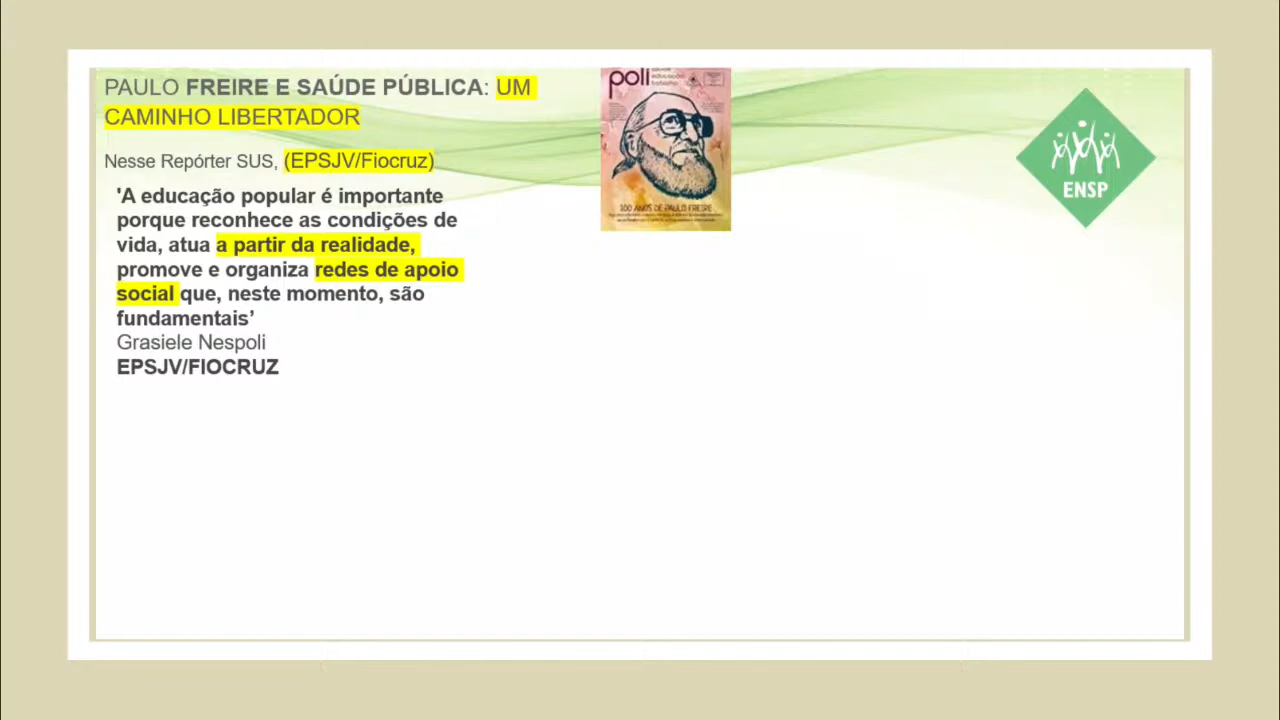 PAULO FREIRE E SAÚDE PÚBLICA: UM
CAMINHO LIBERTADOR
Nesse Repórter SUS, (EPSJV/Fiocruz)
'A educação popular é importante
porque reconhece as condições de
vida, atua a partir da realidade,
promove e organiza redes de apoio
social que, neste momento, são
fundamentais’
Grasiele Nespoli
EPSJV/FIOCRUZ
poli
educação
100 ANOS DE PAULO FREIRE
ENSP